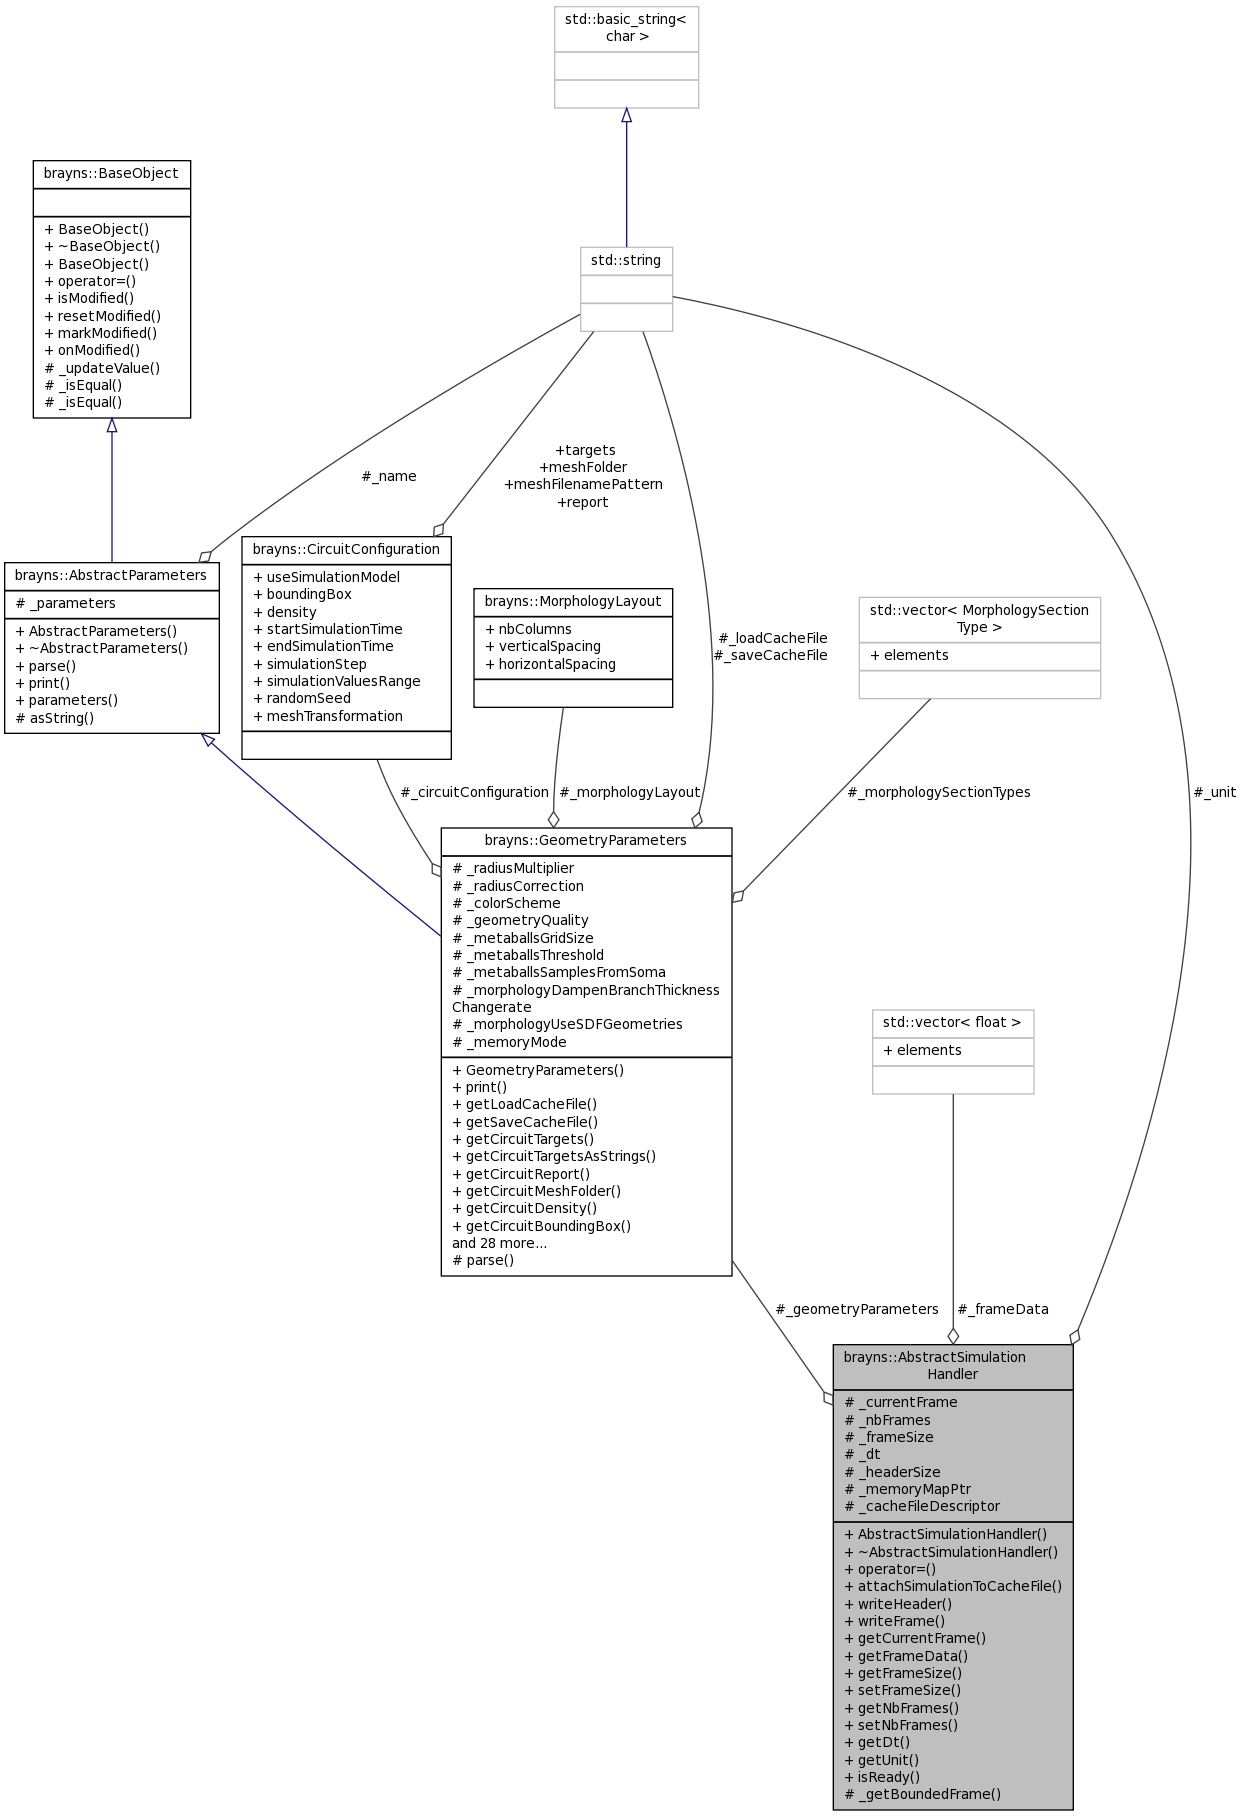 std::basic_string<
char >
brayns::BaseObject
+ BaseObject()
+ ~BaseObject()
+ BaseObject()
+ operator=()
+ isModified()
+ resetModified()
+ markModified()
+ onModified()
# _updateValue()
# _isEqual()
# _isEqual()
std::string
#_name
+targets
+meshFolder
+meshFilenamePattern
+report
brayns::AbstractParameters
# _parameters
+ AbstractParameters()
+ ~AbstractParameters()
+ parse()
+ print()
+ parameters()
# asString()
brayns::CircuitConfiguration
+ useSimulationModel
+ boundingBox
+ density
+ startSimulationTime
+ endSimulationTime
+ simulationStep
+ simulationValuesRange
+ randomSeed
+ meshTransformation
brayns::MorphologyLayout
+ nbColumns
+ verticalSpacing
+ horizontalSpacing
#_loadCacheFile
#_saveCacheFile
std::vector< MorphologySection
Type >
+ elements
#_circuitConfiguration
#_morphologyLayout
#_morphologySectionTypes
#_unit
brayns::GeometryParameters
# _radiusMultiplier
# _radiusCorrection
# _colorScheme
# _geometryQuality
# _metaballsGridSize
# _metaballsThreshold
# _metaballsSamplesFromSoma
# _morphologyDampenBranchThickness
Changerate
# _morphologyUseSDFGeometries
# _memoryMode
+ GeometryParameters()
+ print()
+ getLoadCacheFile()
+ getSaveCacheFile()
+ getCircuitTargets()
+ getCircuitTargetsAsStrings()
+ getCircuitReport()
+ getCircuitMeshFolder()
+ getCircuitDensity()
+ getCircuitBoundingBox()
and 28 more...
# parse()
std::vector< float >
+ elements
#_geometryParameters
#_frameData
brayns::AbstractSimulation
Handler
# _currentFrame
# _nbFrames
# _frameSize
# _dt
# _headerSize
# _memoryMapPtr
# _cacheFileDescriptor
+ AbstractSimulationHandler()
+ ~AbstractSimulationHandler()
+ operator=()
+ attachSimulationToCacheFile()
+ writeHeader()
+ writeFrame()
+ getCurrentFrame()
+ getFrameData()
+ getFrameSize()
+ setFrameSize()
+ getNbFrames()
+ setNbFrames()
+ getDt()
+ getUnit()
+ isReady()
# _getBoundedFrame()